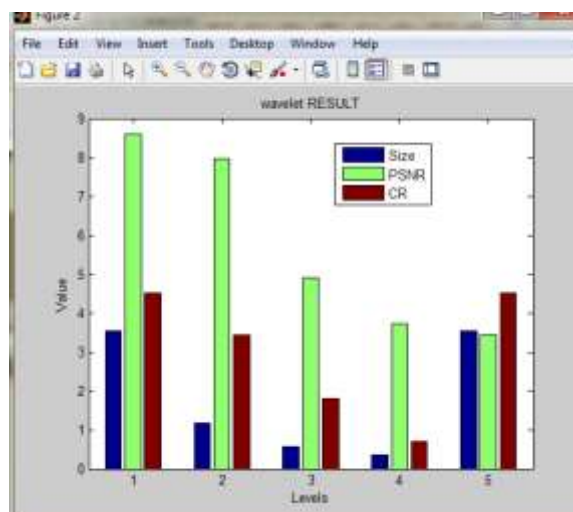 Figure 2
File Edit View Insert Tools Desktop Window Help
wavelet RESULT
Size
PSNR
CR
Value
9
8
7
6
5
4
3
2
1
0
1 2 3 4 5
Levels